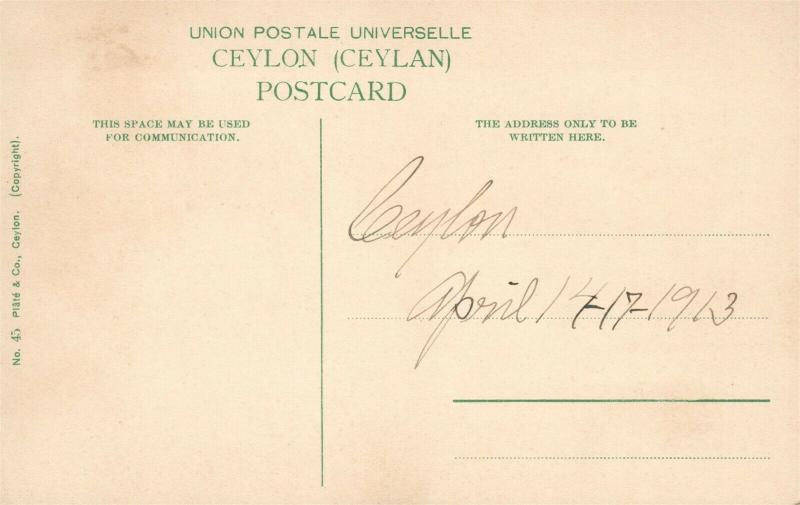 UNION POSTALE UNIVERSELLE
CEYLON (CEYLAN)
POSTCARD
THIS SPACE MAY BE USED
FOR COMMUNICATION.
THE ADDRESS ONLY TO BE
WRITTEN HERE.
Ceylon
April 14-17-1913
No. 45 Plâté & Co., Ceylon. (Copyright).